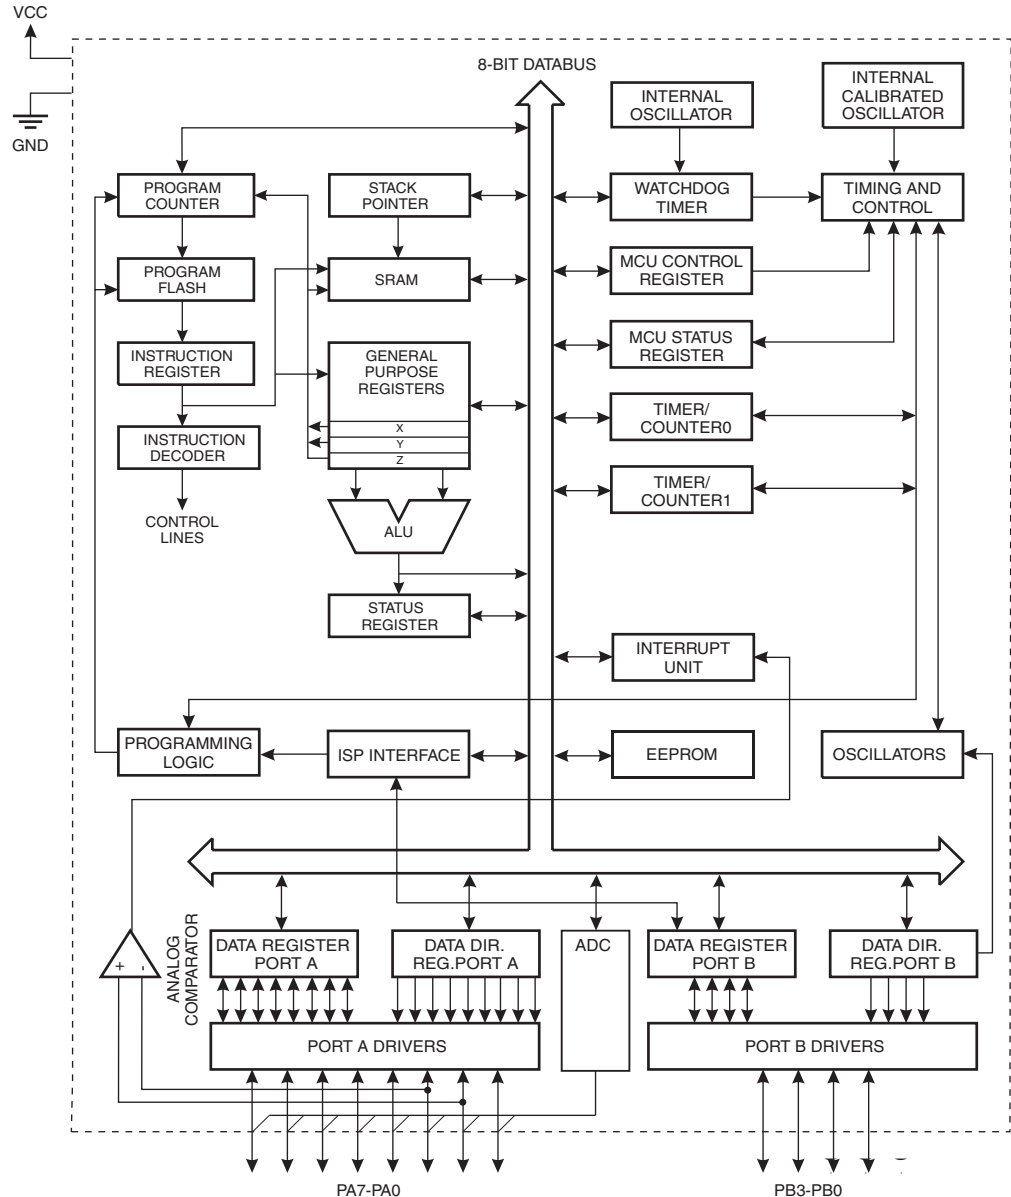 VCC
GND
8-BIT DATABUS
INTERNAL
OSCILLATOR
INTERNAL
CALIBRATED
OSCILLATOR
PROGRAM
COUNTER
STACK
POINTER
WATCHDOG
TIMER
TIMING AND
CONTROL
PROGRAM
FLASH
SRAM
MCU CONTROL
REGISTER
INSTRUCTION
REGISTER
GENERAL
PURPOSE
REGISTERS
X
Y
Z
MCU STATUS
REGISTER
INSTRUCTION
DECODER
TIMER/
COUNTER0
TIMER/
COUNTER1
CONTROL
LINES
ALU
STATUS
REGISTER
INTERRUPT
UNIT
PROGRAMMING
LOGIC
ISP INTERFACE
EEPROM
OSCILLATORS
ANALOG
COMPARATOR
+
-
DATA REGISTER
PORT A
DATA DIR.
REG.PORT A
ADC
DATA REGISTER
PORT B
DATA DIR.
REG.PORT B
PORT A DRIVERS
PORT B DRIVERS
PA7-PA0
PB3-PB0